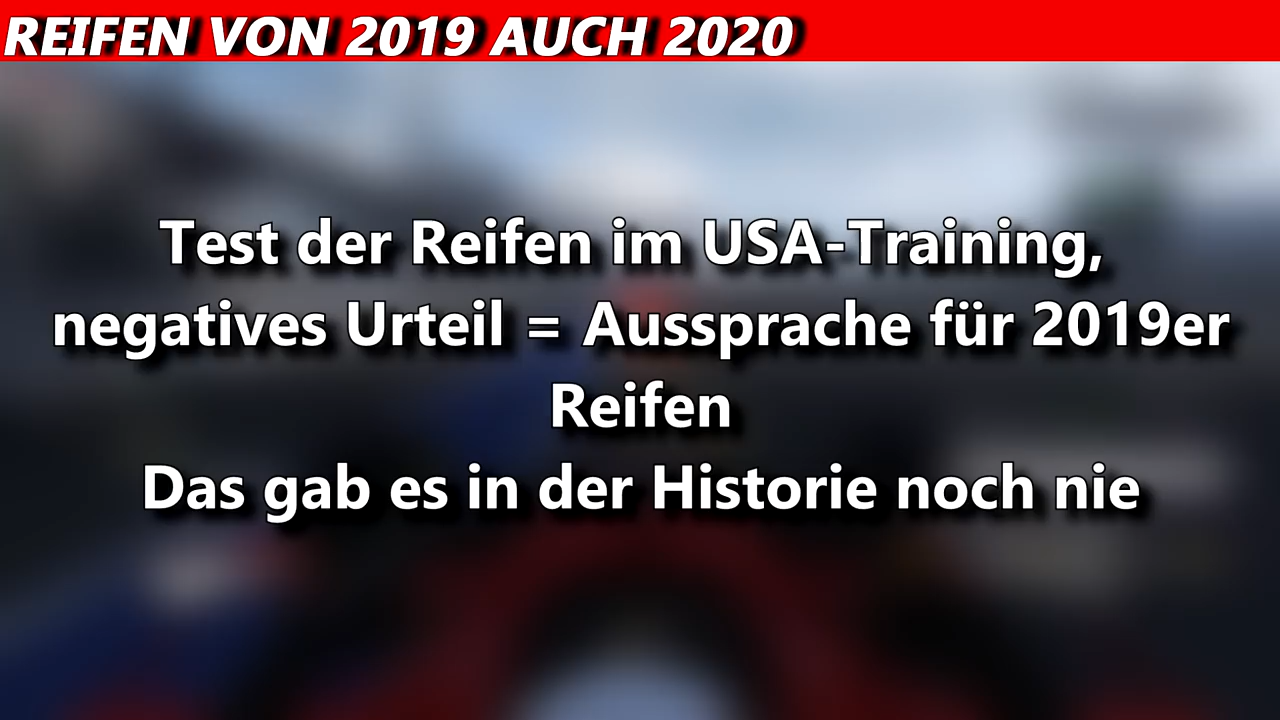 REIFEN VON 2019 AUCH 2020
Test der Reifen im USA-Training,
negatives Urteil = Aussprache für 2019er
Reifen
Das gab es in der Historie noch nie